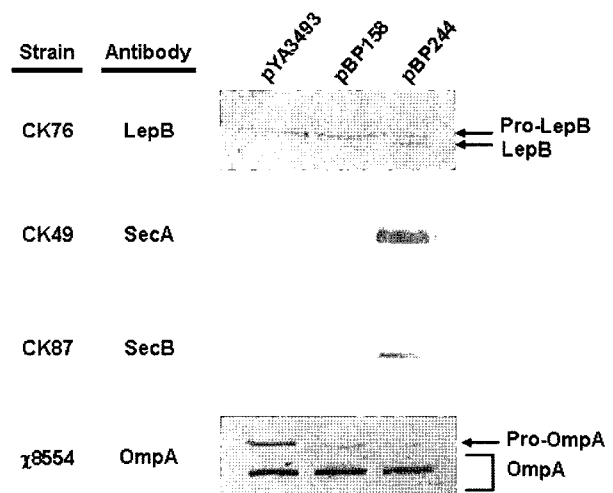 Strain Antibody pYA3493 pBP158 pBP244
CK76 LepB Pro-LepB
LepB
CK49 SecA
CK87 SecB
χ8554 OmpA Pro-OmpA
OmpA